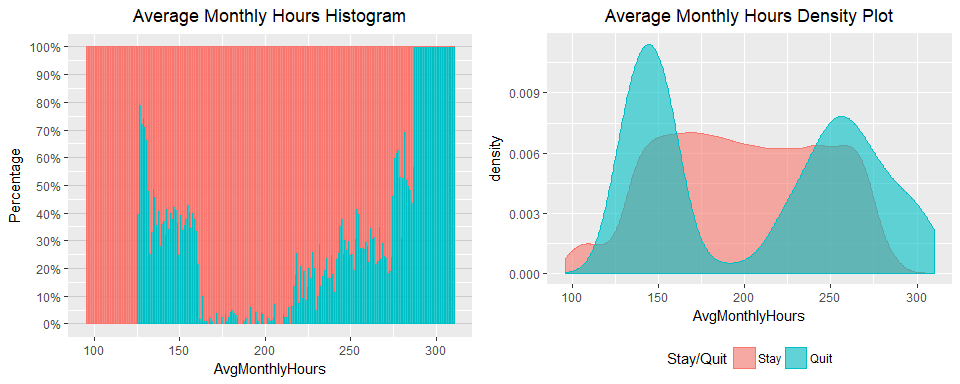 Average Monthly Hours Histogram
Percentage
100%
90%
80%
70%
60%
50%
40%
30%
20%
10%
0%
100 150 200 250 300
AvgMonthlyHours
Average Monthly Hours Density Plot
density
0.009
0.006
0.003
0.000
100 150 200 250 300
AvgMonthlyHours
Stay/Quit Stay Quit